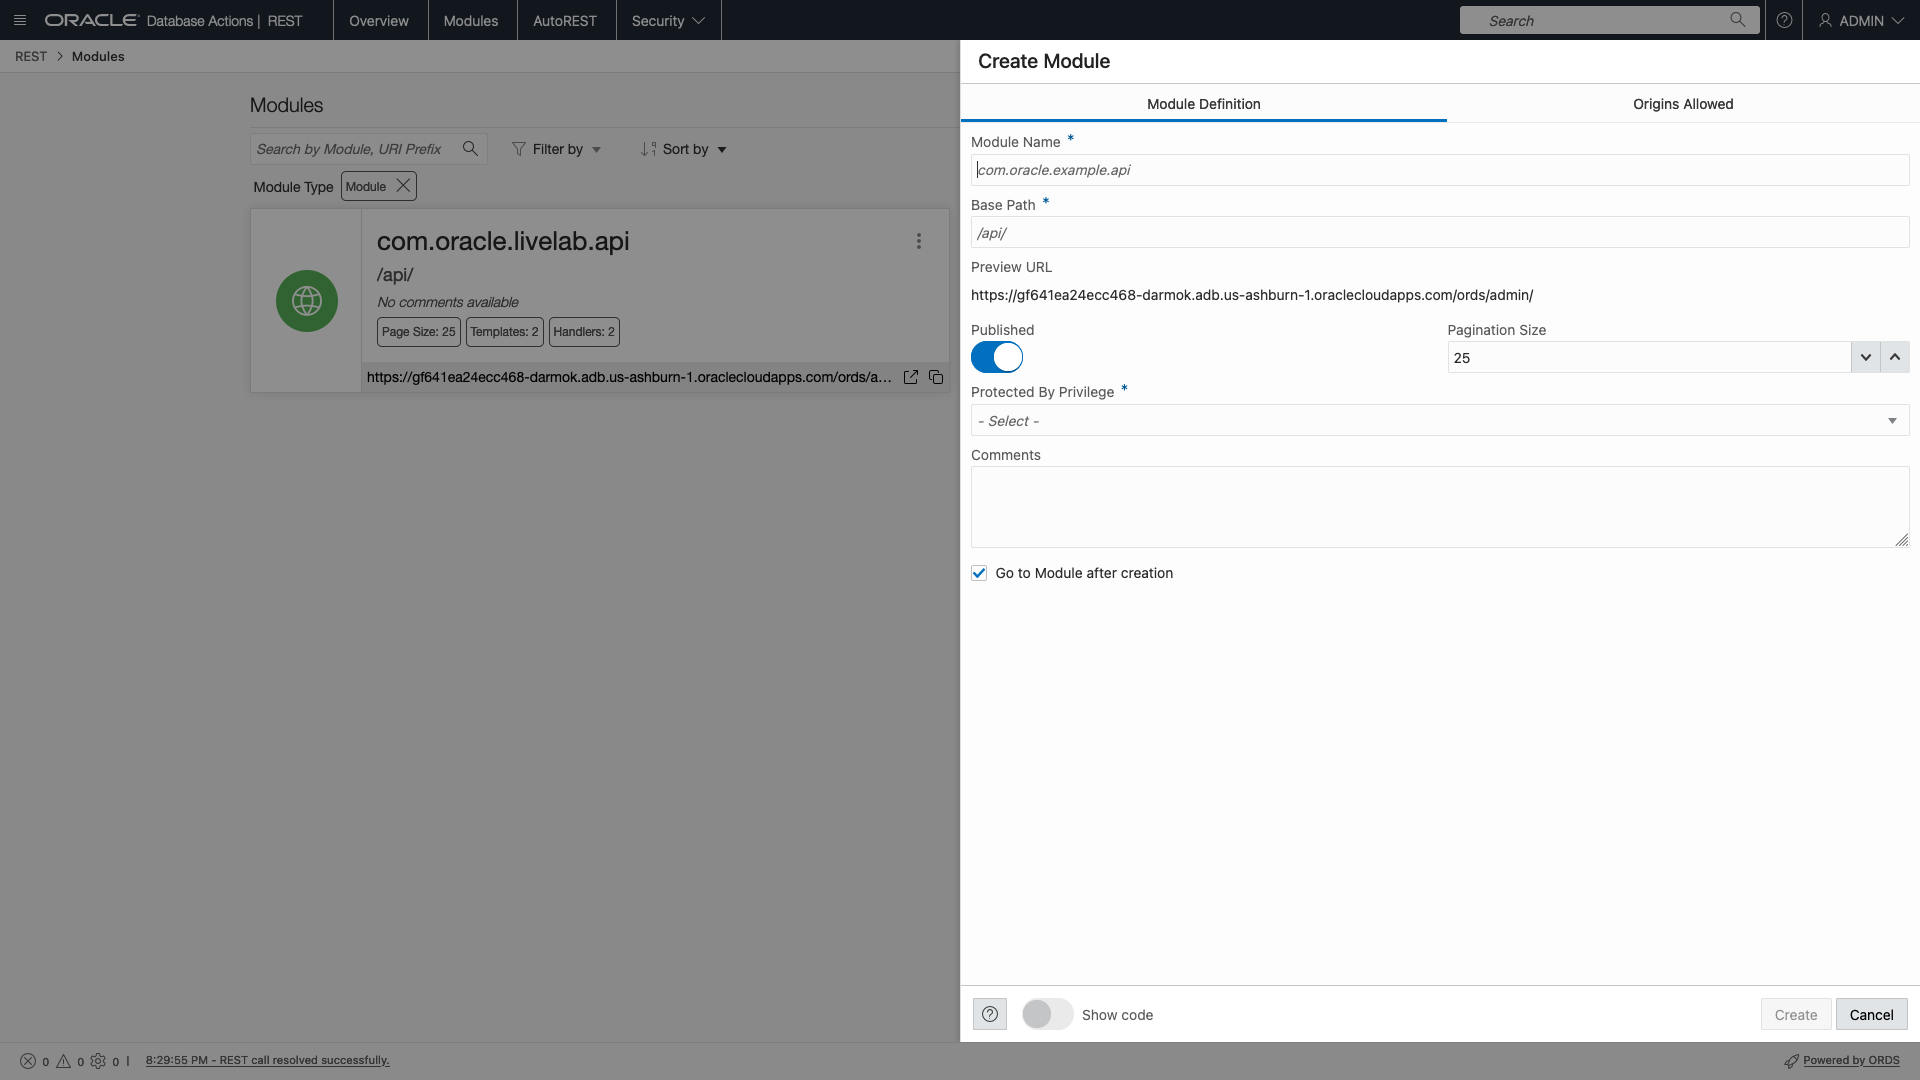 ORACLE Database Actions | REST
Overview
Modules
AutoREST
Security
Search
ADMIN
REST > Modules
Modules
Search by Module, URI Prefix
Filter by
Sort by
Module Type
Module
com.oracle.livelab.api
/api/
No comments available
Page Size: 25
Templates: 2
Handlers: 2
https://gf641ea24ecc468-darmok.adb.us-ashburn-1.oraclecloudapps.com/ords/a...
Create Module
Module Definition
Origins Allowed
Module Name *
com.oracle.example.api
Base Path *
/api/
Preview URL
https://gf641ea24ecc468-darmok.adb.us-ashburn-1.oraclecloudapps.com/ords/admin/
Published
Pagination Size
25
Protected By Privilege *
- Select -
Comments
Go to Module after creation
Show code
Create
Cancel
0 0 0 | 8:29:55 PM - REST call resolved successfully.
Powered by ORDS